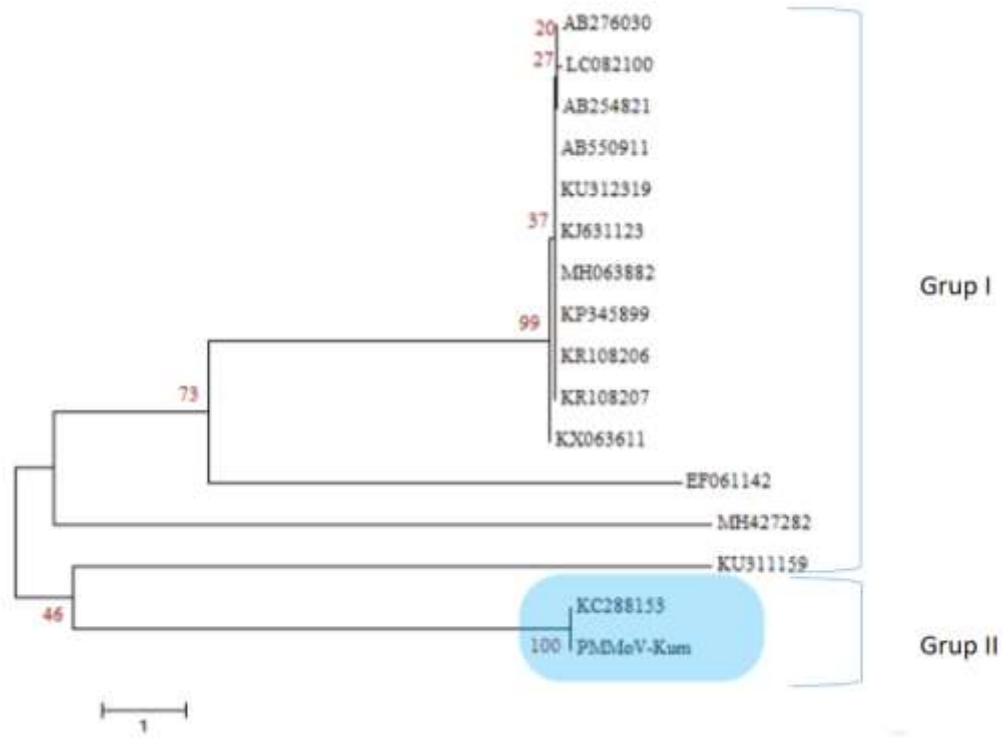 20 AB276030
27 LC082100
AB254821
AB550911
KU312319
37 KJ631123
MH063882
Grup I
KP345899
99
KR108206
73 KR108207
KX063611
EF061142
MH427282
KU311159
46 KC288153
100 PMMoV-Kum
Grup II
1